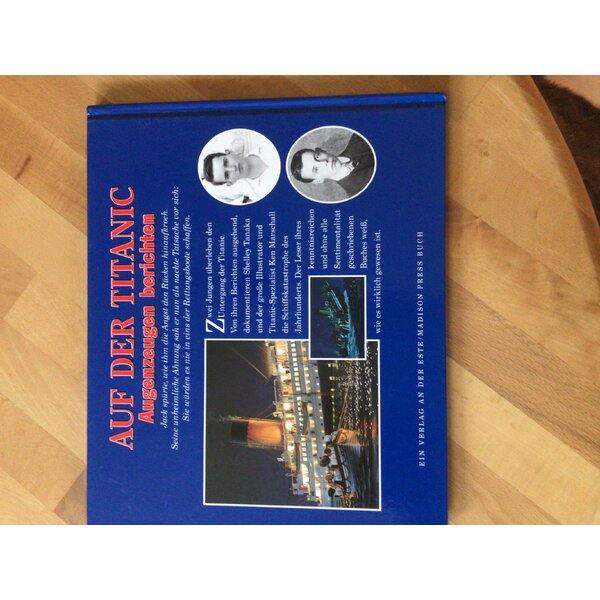 AUF DER TITANIC
Augenzeugen berichten
Jack spürte, wie ihm die Angst den Rücken hinaufkroch.
Seine unheimliche Ahnung sah er nun als nackte Tatsache vor sich:
Sie würden es nie in eins der Rettungsboote schaffen.
Zwei Jungen überleben den
Untergang der Titanic
Von ihren Berichten ausgehend,
dokumentieren Shelley Tanaka
und der große Illustrator und
Titanic-Spezialist Ken Marschall
die Schiffskatastrophe des
Jahrhunderts. Der Leser ihres
kenntnisreichen
und ohne alle
Sentimentalität
geschriebenen
Buches weiß,
wie es wirklich gewesen ist.
EIN VERLAG AN DER ESTE/MADISON PRESS BUCH